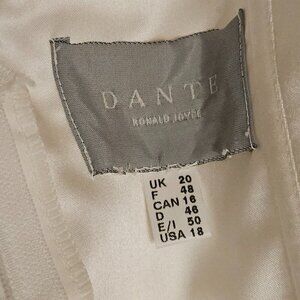 DANTE
RONALD JOYCE
UK 20
F 48
CAN 16
D 46
E/I 50
USA 18